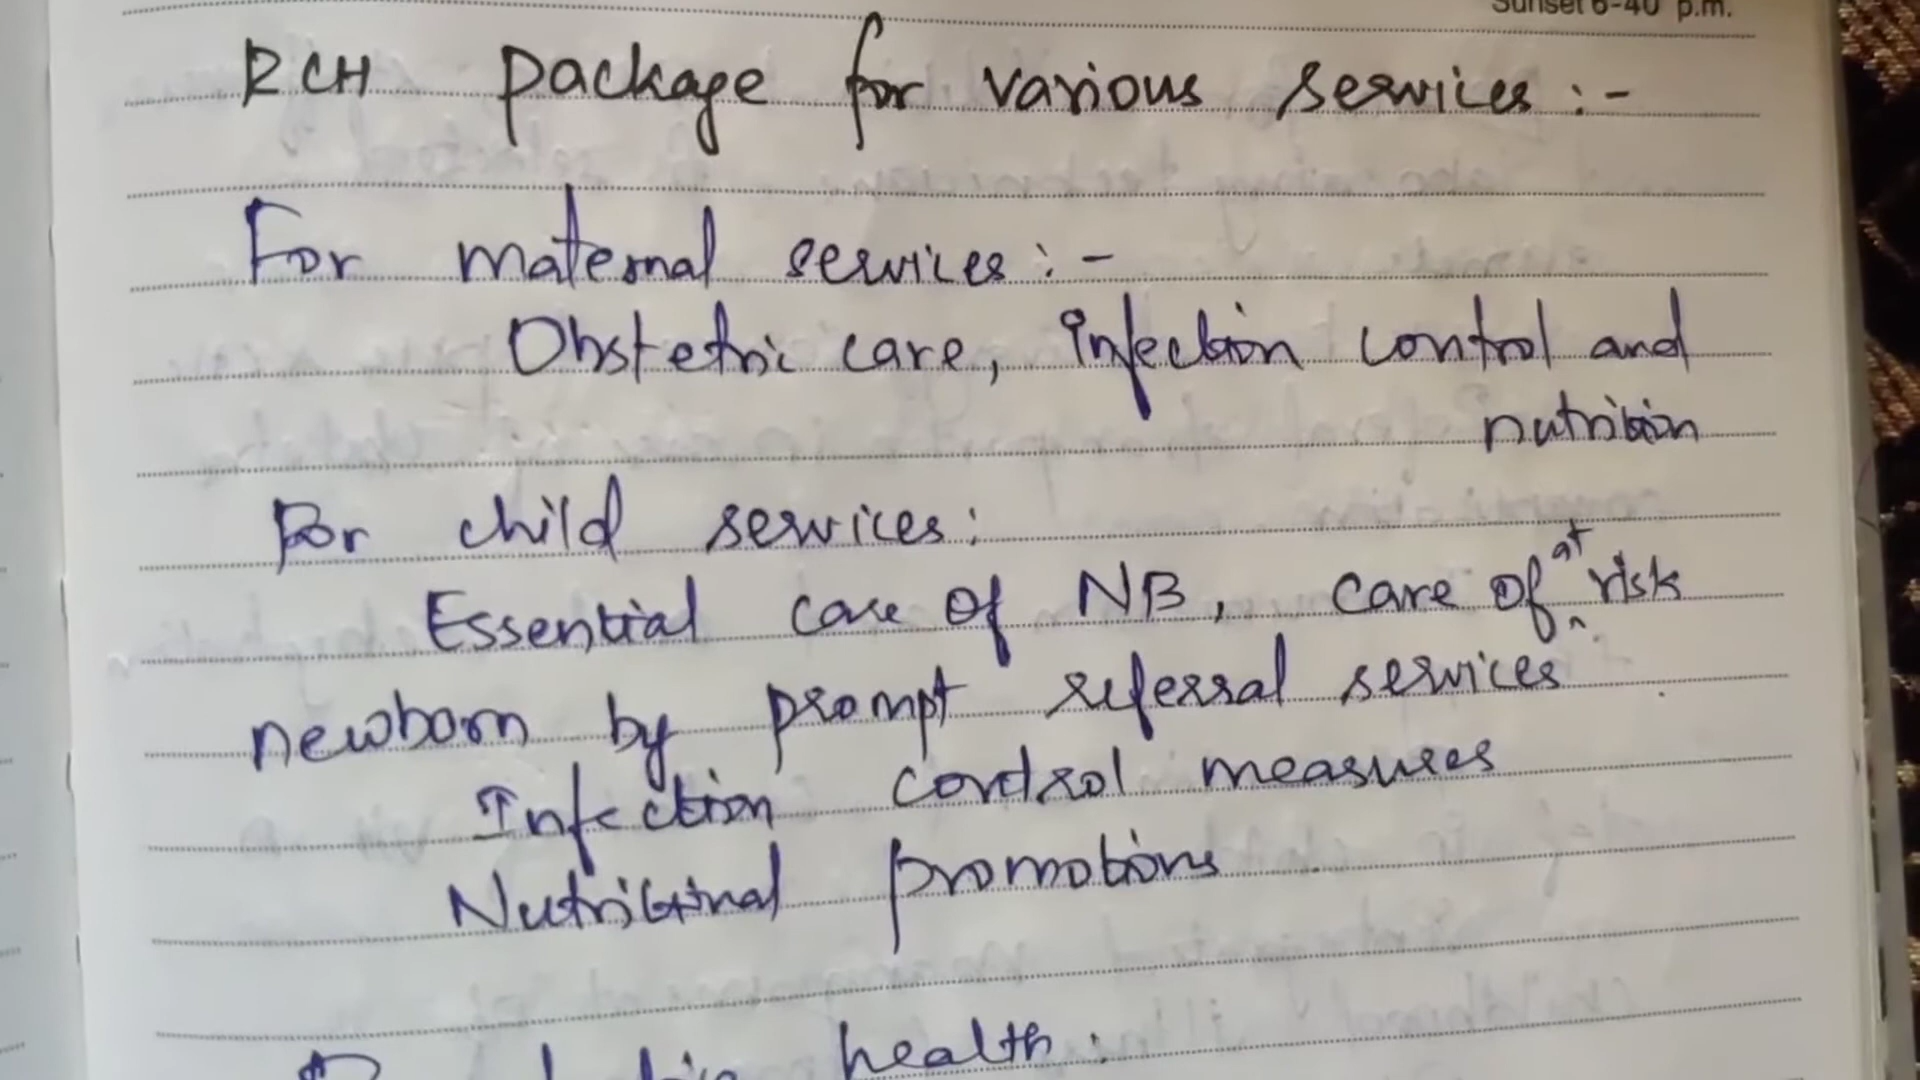 Sunset 6-40 p.m.
RCH package for various services :-
For maternal services :-
Obstetric care, Infection control and
nutrition
For child services :
Essential care of NB, care of at risk
newborn by prompt referral services
Infection control measures
Nutritional promotions
health :